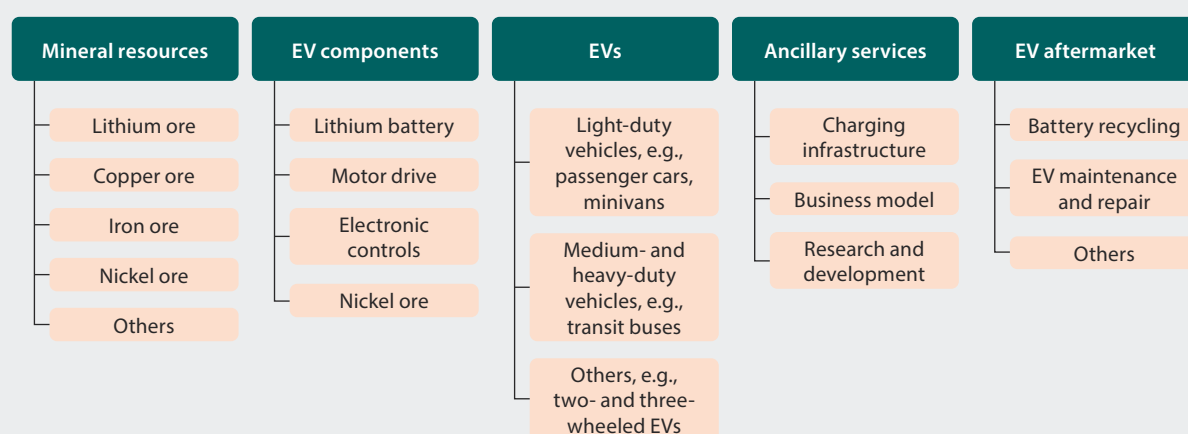 Mineral resources
Lithium ore
Copper ore
Iron ore
Nickel ore
Others
EV components
Lithium battery
Motor drive
Electronic
controls
Nickel ore
EVs
Light-duty
vehicles, e.g.,
passenger cars,
minivans
Medium- and
heavy-duty
vehicles, e.g.,
transit buses
Others, e.g.,
two- and three-
wheeled EVs
Ancillary services
Charging
infrastructure
Business model
Research and
development
EV aftermarket
Battery recycling
EV maintenance
and repair
Others